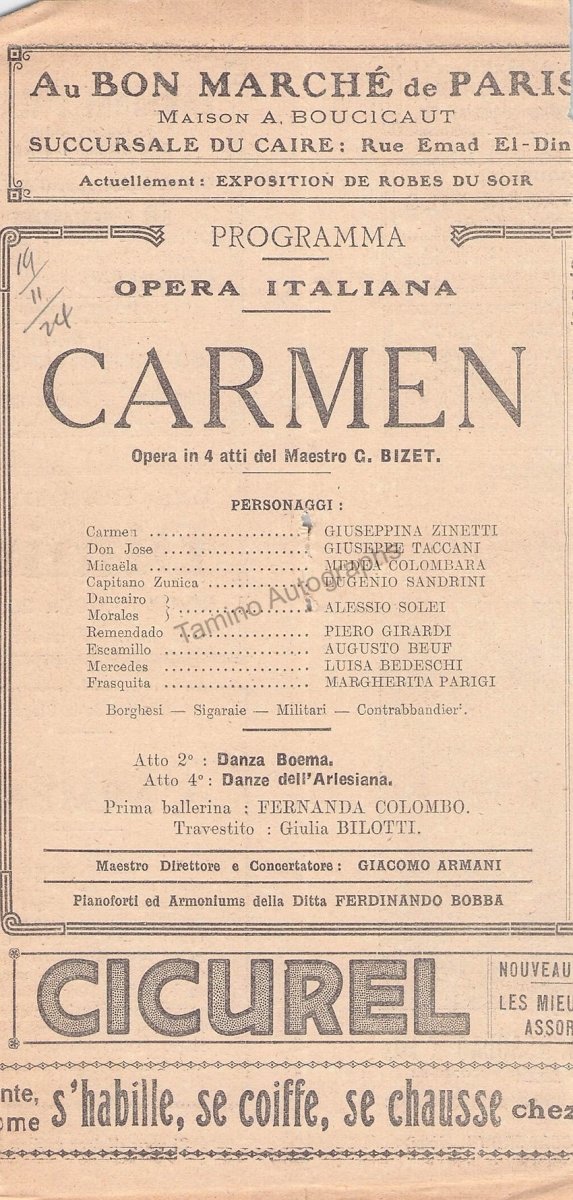 Au BON MARCHÉ de PARIS
MAISON A. BOUCICAUT
SUCCURSALE DU CAIRE : Rue Emad El-Din
Actuellement : EXPOSITION DE ROBES DU SOIR
PROGRAMMA
19/11/24
OPERA ITALIANA
CARMEN
Opera in 4 atti del Maestro G. BIZET.
PERSONAGGI :
Carmen ........................ GIUSEPPINA ZINETTI
Don Jose ...................... GIUSEPPE TACCANI
Micaëla ....................... MEDEA COLOMBARA
Capitano Zunica ............... EUGENIO SANDRINI
Dancairo
Morales ) ..................... ALESSIO SOLEI
Remendado ..................... PIERO GIRARDI
Escamillo ..................... AUGUSTO BEUF
Mercédes ...................... LUISA BEDESCHI
Frasquita ..................... MARGHERITA PARIGI
Tamino Autographs
Borghesi — Sigaraie — Militari — Contrabbandieri.
Atto 2° : Danza Boema.
Atto 4° : Danze dell'Arlesiana.
Prima ballerina : FERNANDA COLOMBO.
Travestito : Giulia BILOTTI.
Maestro Direttore e Concertatore : GIACOMO ARMANI
Pianoforti ed Armoniums della Ditta FERDINANDO BOBBA
CICUREL
NOUVEAU
LES MIEU
ASSOR
nte,
ome s'habille, se coiffe, se chausse chez